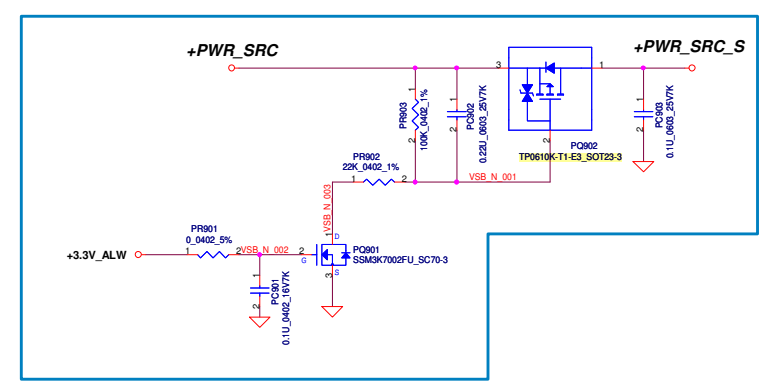 +PWR_SRC
+PWR_SRC_S
3
1
1
PR903
100K_0402_1%
2
1
PC902
0.22U_0603_25V7K
2
1
PC903
0.1U_0603_25V7K
2
2
PQ902
TP0610K-T1-E3_SOT23-3
PR902
22K_0402_1%
1
2
VSB_N_001
VSB_N_003
PR901
0_0402_5%
+3.3V_ALW
1
2
VSB_N_002
2
G
1
D
PQ901
SSM3K7002FU_SC70-3
3
S
1
PC901
0.1U_0402_16V7K
2